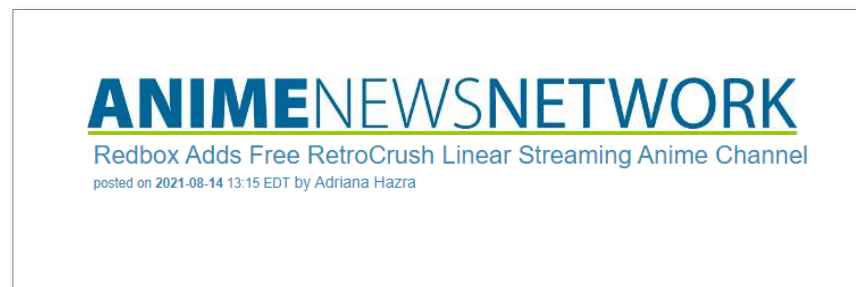 ANIMENEWSNETWORK
Redbox Adds Free RetroCrush Linear Streaming Anime Channel
posted on 2021-08-14 13:15 EDT by Adriana Hazra